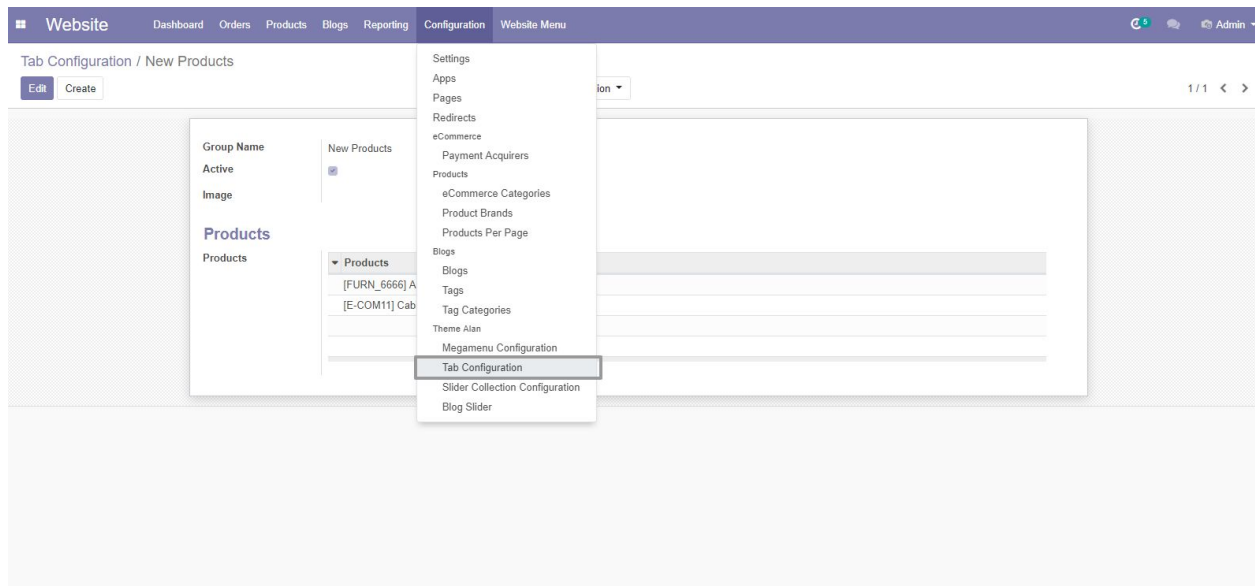 Website Dashboard Orders Products Blogs Reporting Configuration Website Menu 5 Admin
Tab Configuration / New Products
Edit Create
1 / 1
Settings
Apps
Pages
Redirects
eCommerce
Payment Acquirers
Products
eCommerce Categories
Product Brands
Products Per Page
Blogs
Blogs
Tags
Tag Categories
Theme Alan
Megamenu Configuration
Tab Configuration
Slider Collection Configuration
Blog Slider
Group Name New Products
Active
Image
Products
Products
Products
[FURN_6666] A
[E-COM11] Cab